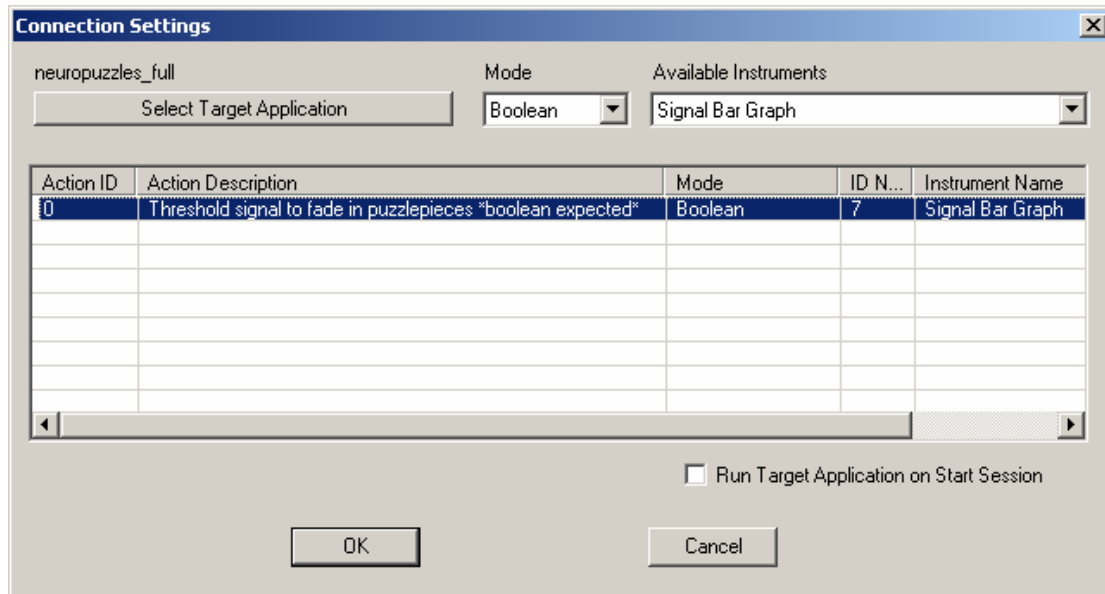 Connection Settings
neuropuzzles_full Mode Available Instruments
Select Target Application Boolean Signal Bar Graph
Action ID Action Description Mode ID N... Instrument Name
0 Threshold signal to fade in puzzlepieces *boolean expected* Boolean 7 Signal Bar Graph
Run Target Application on Start Session
OK Cancel